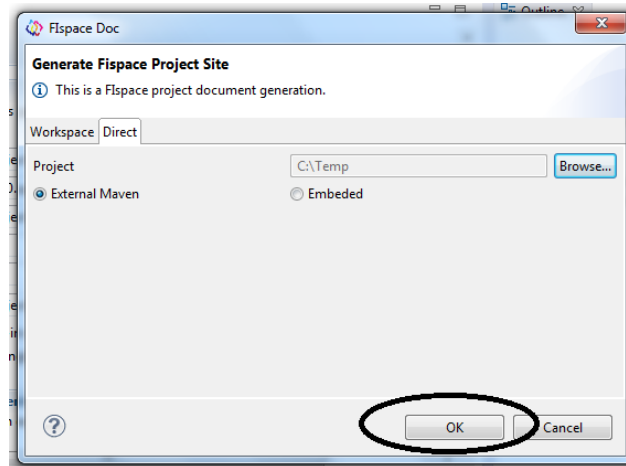 Outline
FIspace Doc
Generate Fispace Project Site
This is a FIspace project document generation.
Workspace Direct
Project C:\Temp Browse...
External Maven Embeded
OK Cancel